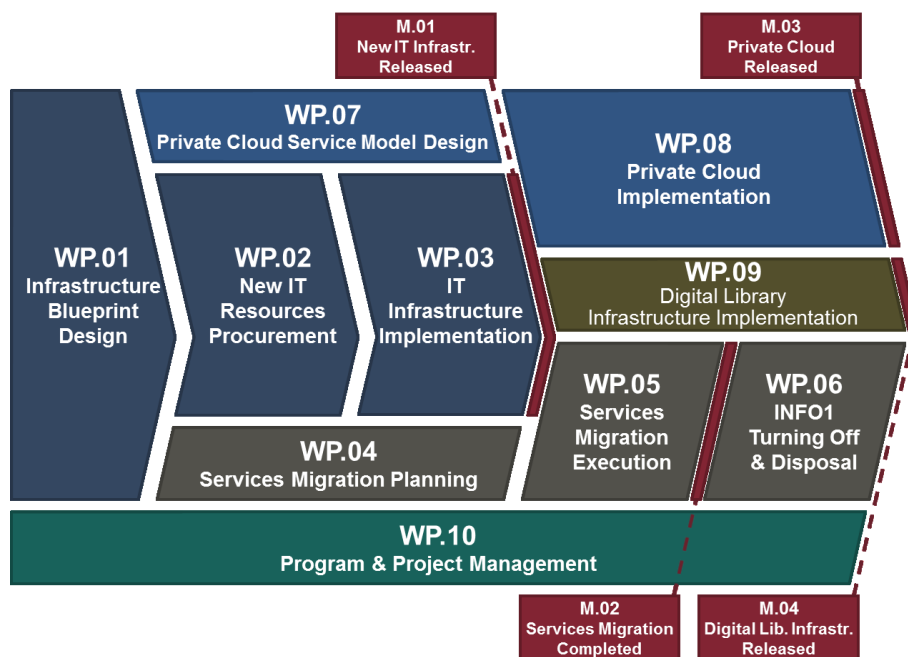 M.01
New IT Infrastr.
Released
M.03
Private Cloud
Released
WP.07
Private Cloud Service Model Design
WP.08
Private Cloud
Implementation
WP.01
Infrastructure
Blueprint
Design
WP.02
New IT
Resources
Procurement
WP.03
IT
Infrastructure
Implementation
WP.09
Digital Library
Infrastructure Implementation
WP.04
Services Migration Planning
WP.05
Services
Migration
Execution
WP.06
INFO1
Turning Off
& Disposal
WP.10
Program & Project Management
M.02
Services Migration
Completed
M.04
Digital Lib. Infrastr.
Released